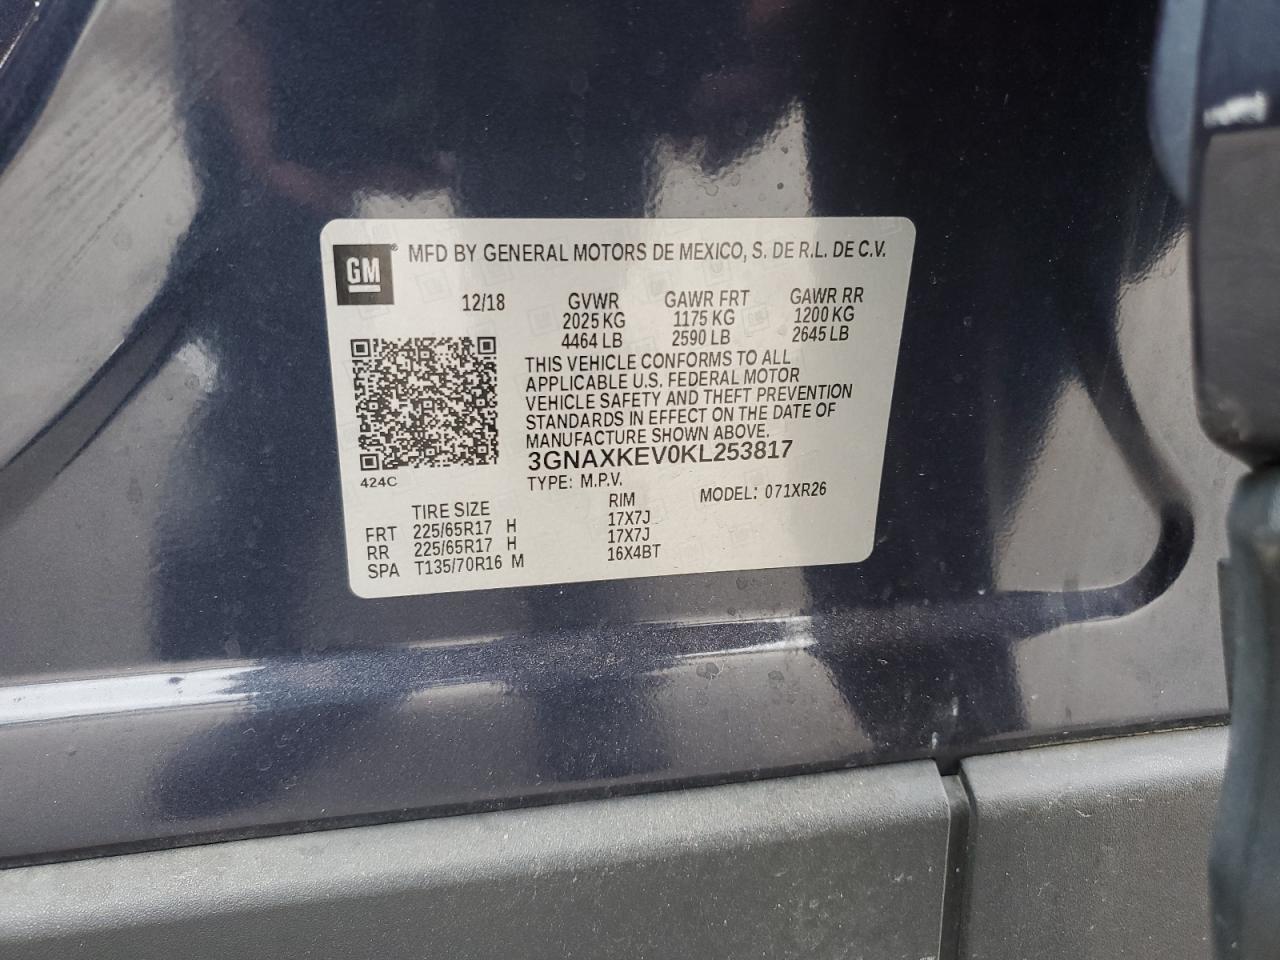 GM® MFD BY GENERAL MOTORS DE MEXICO, S. DE R.L. DE C.V.
12/18 GVWR GAWR FRT GAWR RR
2025 KG 1175 KG 1200 KG
4464 LB 2590 LB 2645 LB
THIS VEHICLE CONFORMS TO ALL
APPLICABLE U.S. FEDERAL MOTOR
VEHICLE SAFETY AND THEFT PREVENTION
STANDARDS IN EFFECT ON THE DATE OF
MANUFACTURE SHOWN ABOVE.
3GNAXKEV0KL253817
424C TYPE: M.P.V.
TIRE SIZE RIM MODEL: 071XR26
FRT 225/65R17 H 17X7J
RR 225/65R17 H 17X7J
SPA T135/70R16 M 16X4BT